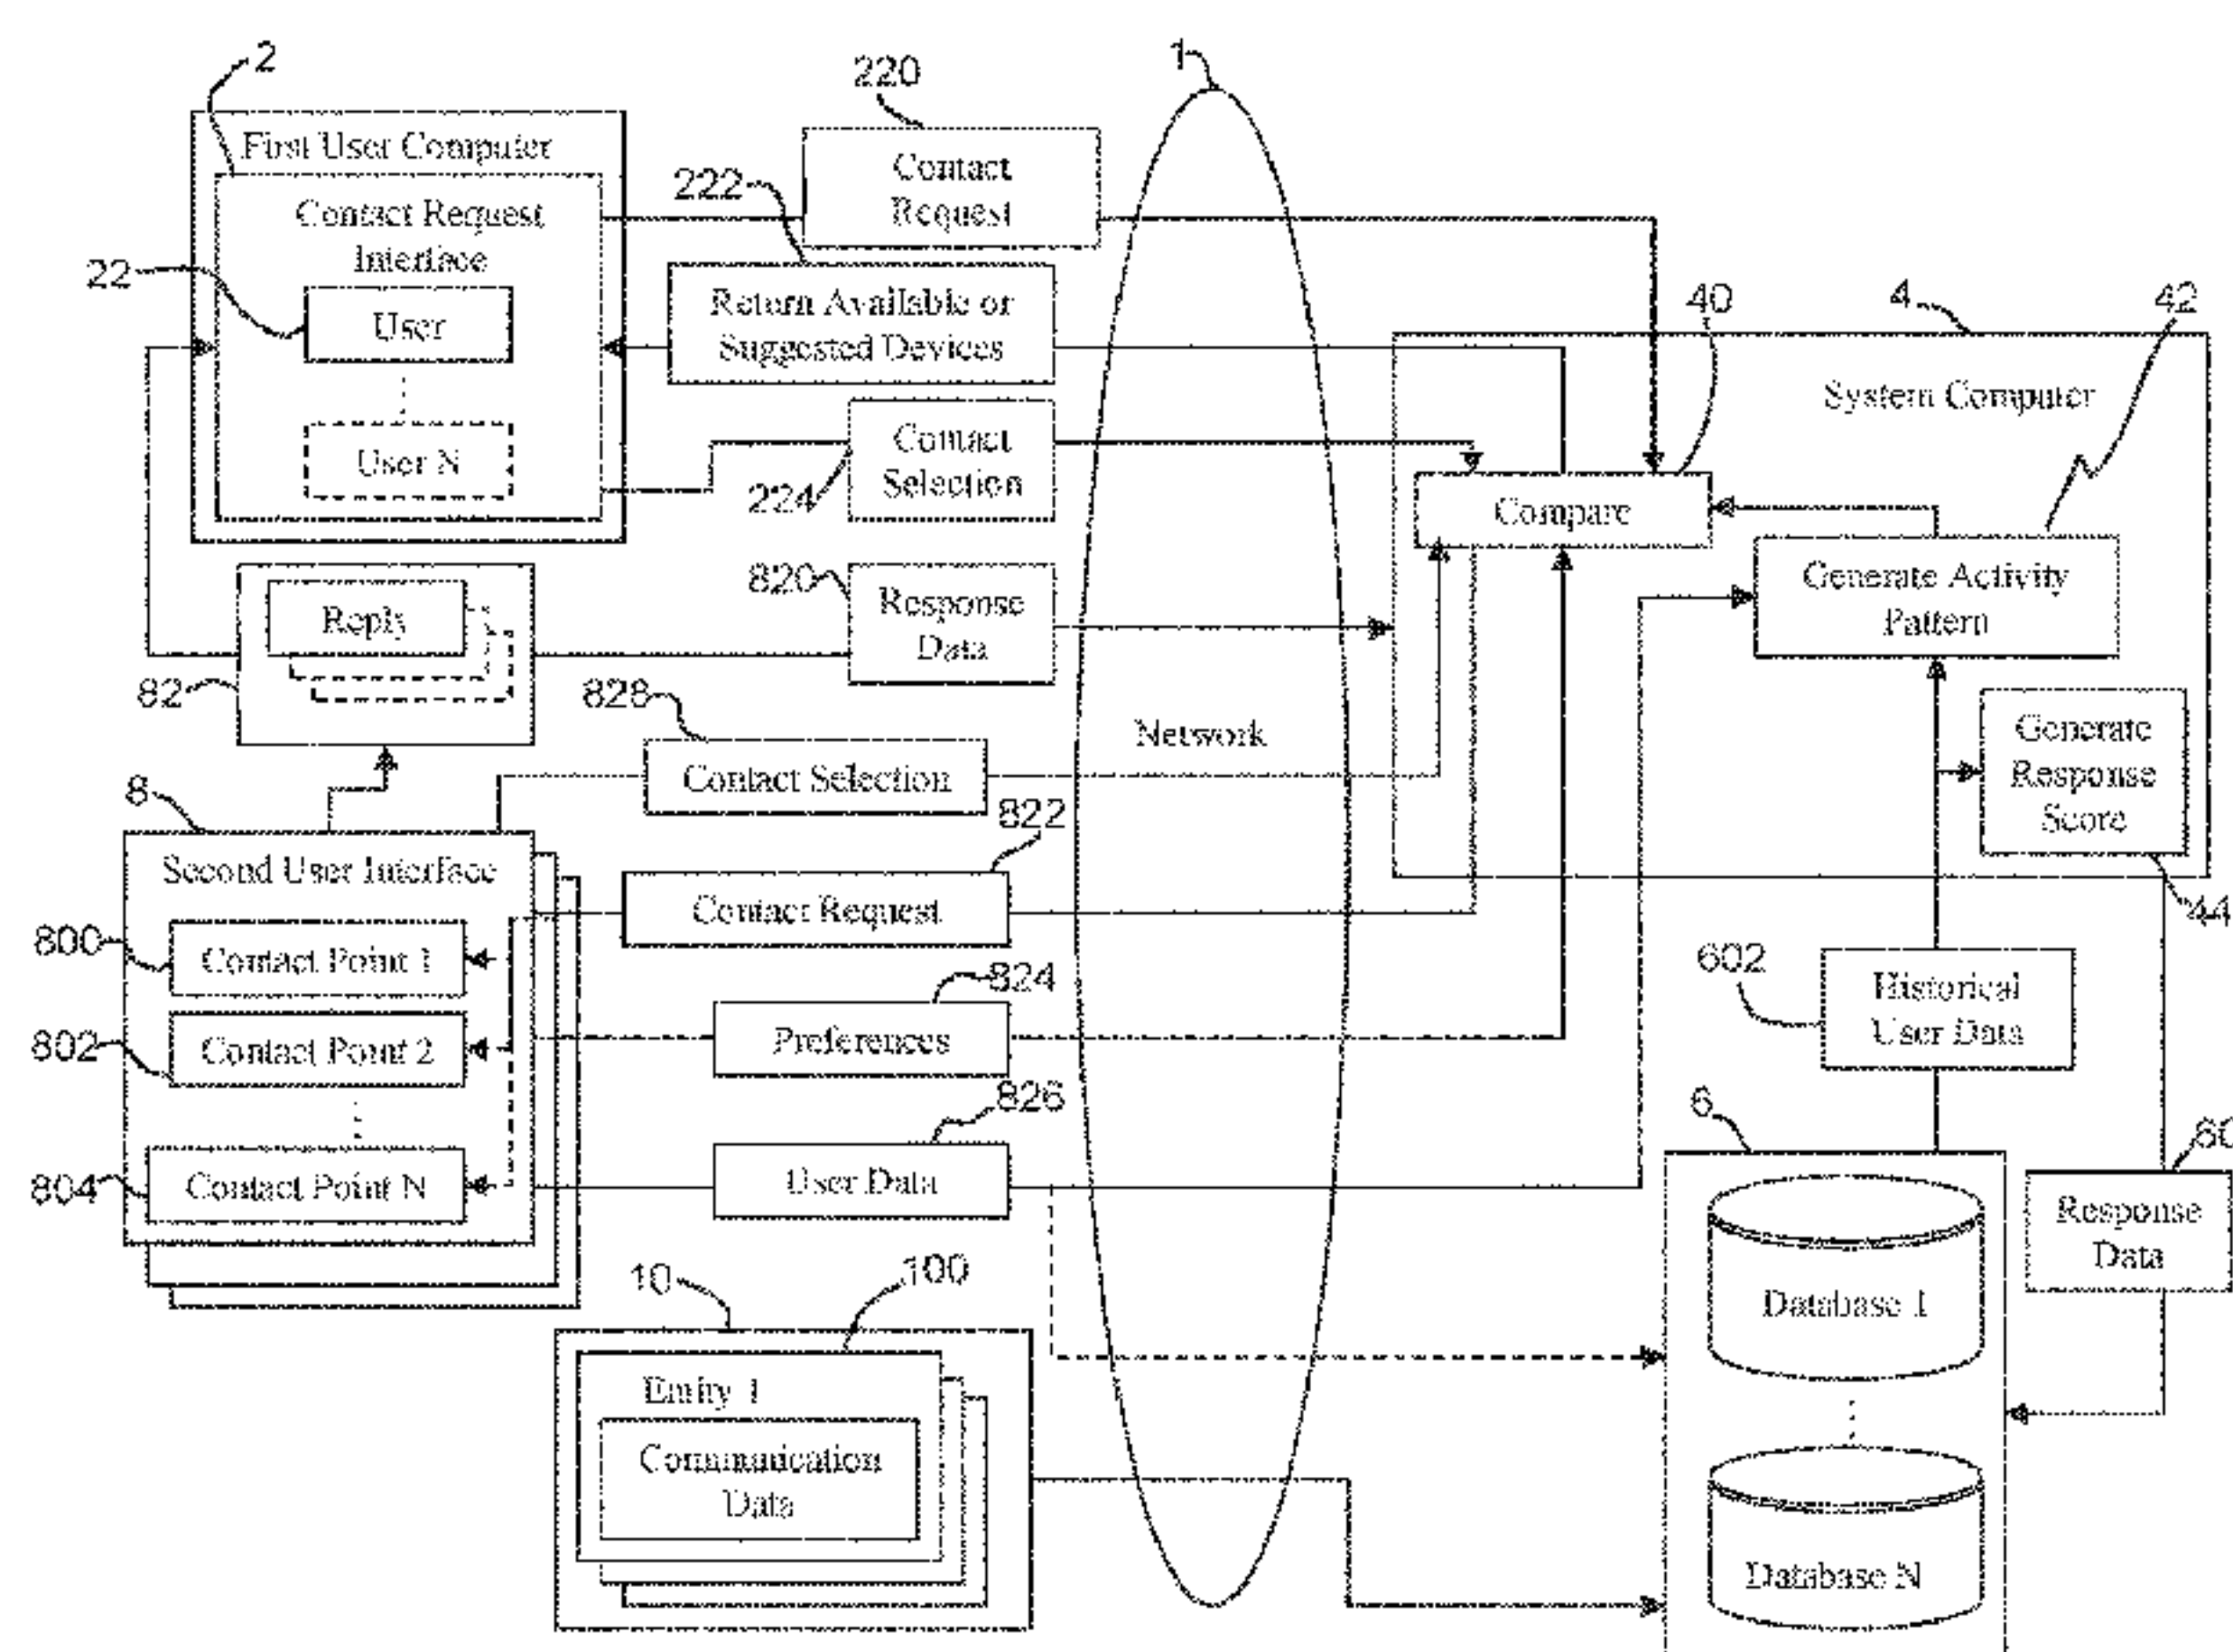 2
220
1
First User Computer
Contact
Request
222
Contact Request
Interface
22
User
User N
Return Available or
Suggested Devices
40
4
42
System Computer
Contact
Selection
224
Compare
Generate Activity
Pattern
820
Response
Data
Reply
82
828
Contact Selection
Network
Generate
Response
Score
44
8
822
Second User Interface
Contact Request
800
Contact Point 1
824
802
Contact Point 2
Preferences
602
Historical
User Data
826
804
Contact Point N
User Data
6
Response
Data
10
100
Entity 1
Communication
Data
Database 1
Database N